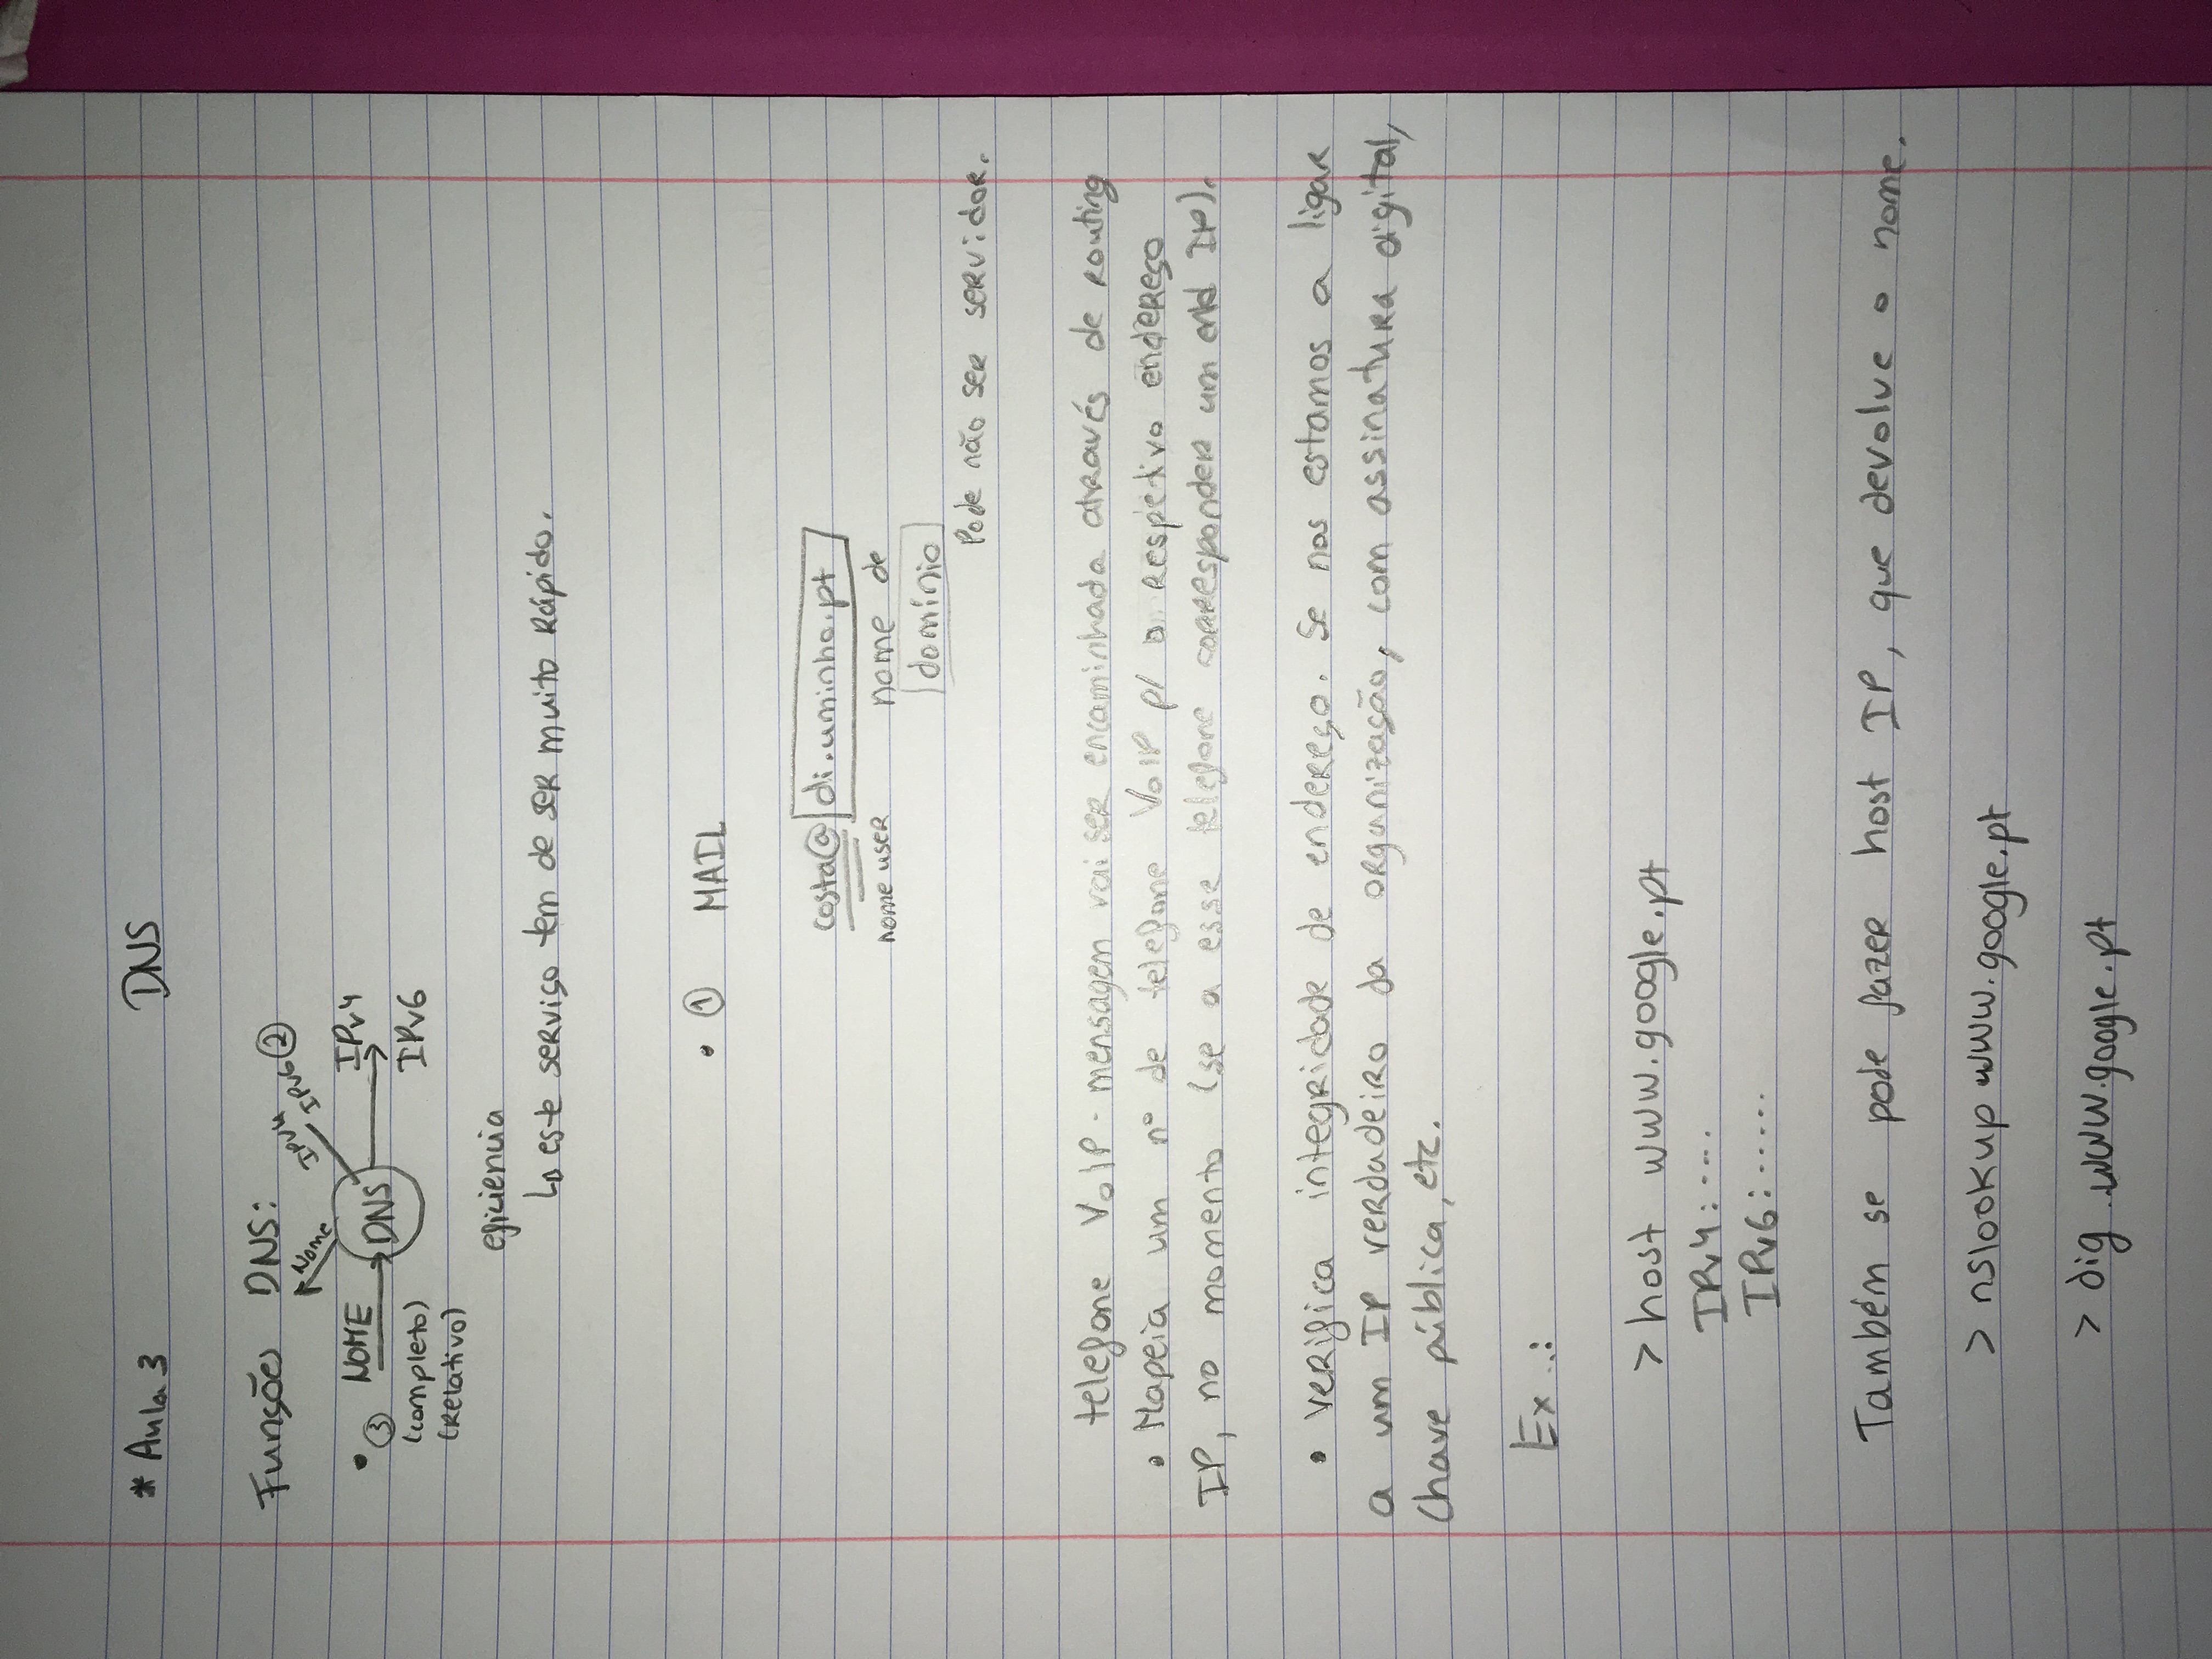 * Aula 3 DNS
Funções DNS:
Nome IPv4
IPv6 ②
NOME DNS IPv4
• ③
(completo) IPv6
(relativo)
eficiencia
↳ este serviço tem de ser muito rápido.
• ① MAIL
costa@ di.uminho.pt
nome user nome de
domínio
Pode não ser servidor.
telefone VoIP - mensagem vai ser encaminhada através de routing
• Mapeia um nº de telefone VoIP p/ o respetivo endereço
IP, no momento (se a esse telefone corresponder um end IP).
• Verifica integridade de endereço. Se nos estamos a ligar
a um IP verdadeiro da organização, com assinatura digital,
chave pública, etc.
Ex..:
> host www.google.pt
IPv4: ....
IPv6: .....
Também se pode fazer host IP, que devolve o nome.
> nslookup www.google.pt
> dig www.google.pt